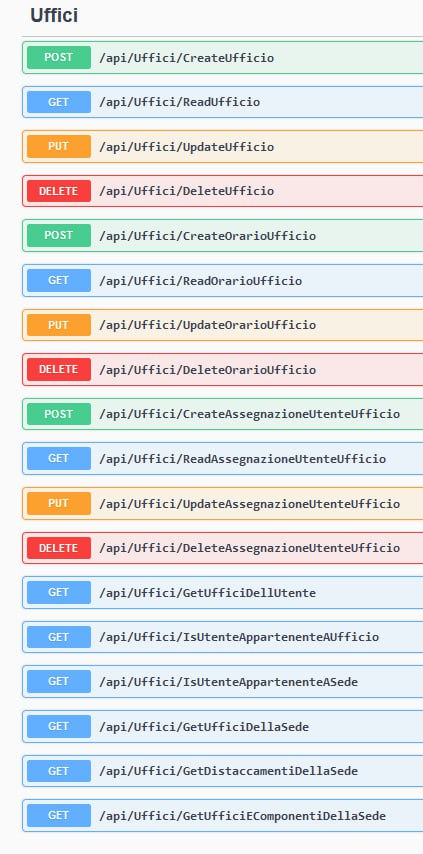 Uffici
POST /api/Uffici/CreateUfficio
GET /api/Uffici/ReadUfficio
PUT /api/Uffici/UpdateUfficio
DELETE /api/Uffici/DeleteUfficio
POST /api/Uffici/CreateOrarioUfficio
GET /api/Uffici/ReadOrarioUfficio
PUT /api/Uffici/UpdateOrarioUfficio
DELETE /api/Uffici/DeleteOrarioUfficio
POST /api/Uffici/CreateAssegnazioneUtenteUfficio
GET /api/Uffici/ReadAssegnazioneUtenteUfficio
PUT /api/Uffici/UpdateAssegnazioneUtenteUfficio
DELETE /api/Uffici/DeleteAssegnazioneUtenteUfficio
GET /api/Uffici/GetUfficiDellUtente
GET /api/Uffici/IsUtenteAppartenenteAUfficio
GET /api/Uffici/IsUtenteAppartenenteASede
GET /api/Uffici/GetUfficiDellaSede
GET /api/Uffici/GetDistaccamentiDellaSede
GET /api/Uffici/GetUfficiEComponentiDellaSede